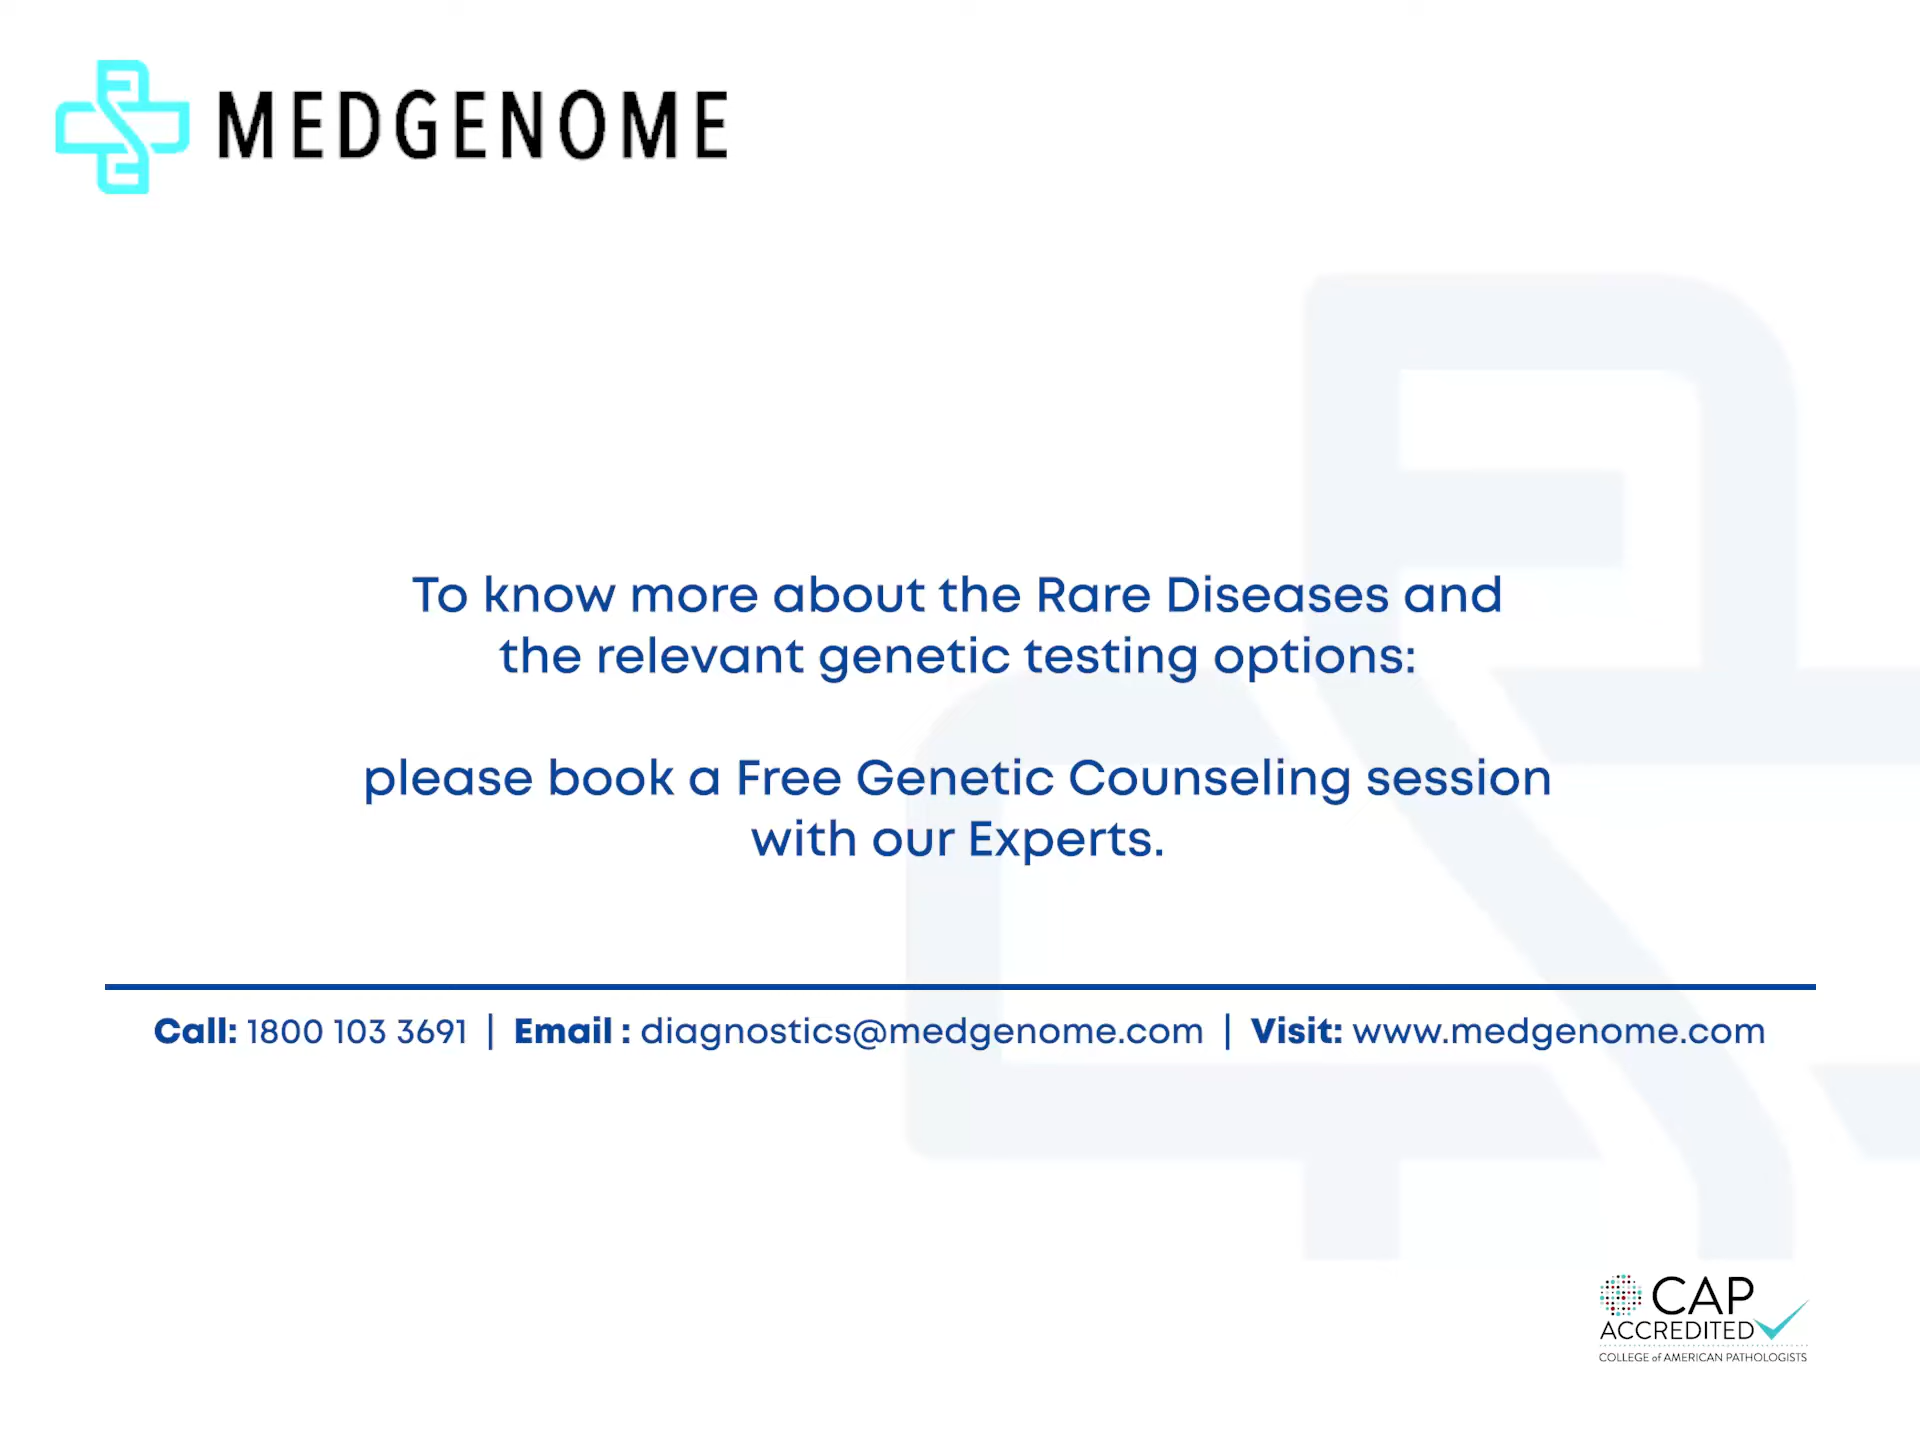 MEDGENOME
To know more about the Rare Diseases and
the relevant genetic testing options:
please book a Free Genetic Counseling session
with our Experts.
Call: 1800 103 3691 | Email : diagnostics@medgenome.com | Visit: www.medgenome.com
CAP
ACCREDITED
COLLEGE of AMERICAN PATHOLOGISTS